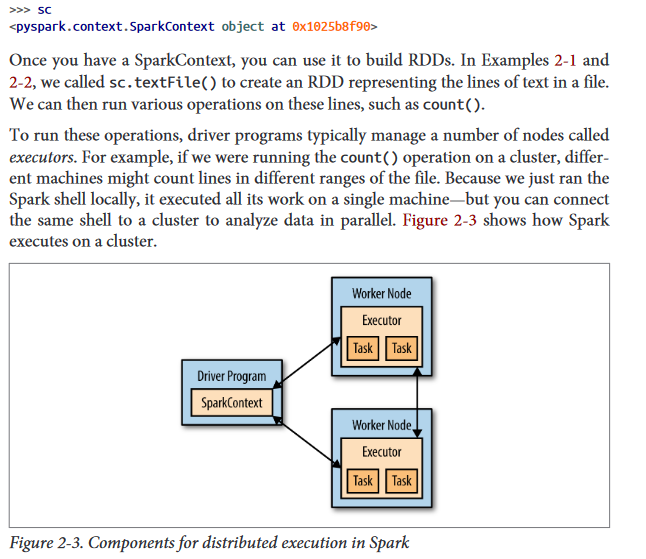 >>> sc
<pyspark.context.SparkContext object at 0x1025b8f90>
Once you have a SparkContext, you can use it to build RDDs. In Examples 2-1 and
2-2, we called sc.textFile() to create an RDD representing the lines of text in a file.
We can then run various operations on these lines, such as count().
To run these operations, driver programs typically manage a number of nodes called
executors. For example, if we were running the count() operation on a cluster, differ-
ent machines might count lines in different ranges of the file. Because we just ran the
Spark shell locally, it executed all its work on a single machine—but you can connect
the same shell to a cluster to analyze data in parallel. Figure 2-3 shows how Spark
executes on a cluster.
Worker Node
Executor
Task Task
Driver Program
SparkContext
Worker Node
Executor
Task Task
Figure 2-3. Components for distributed execution in Spark